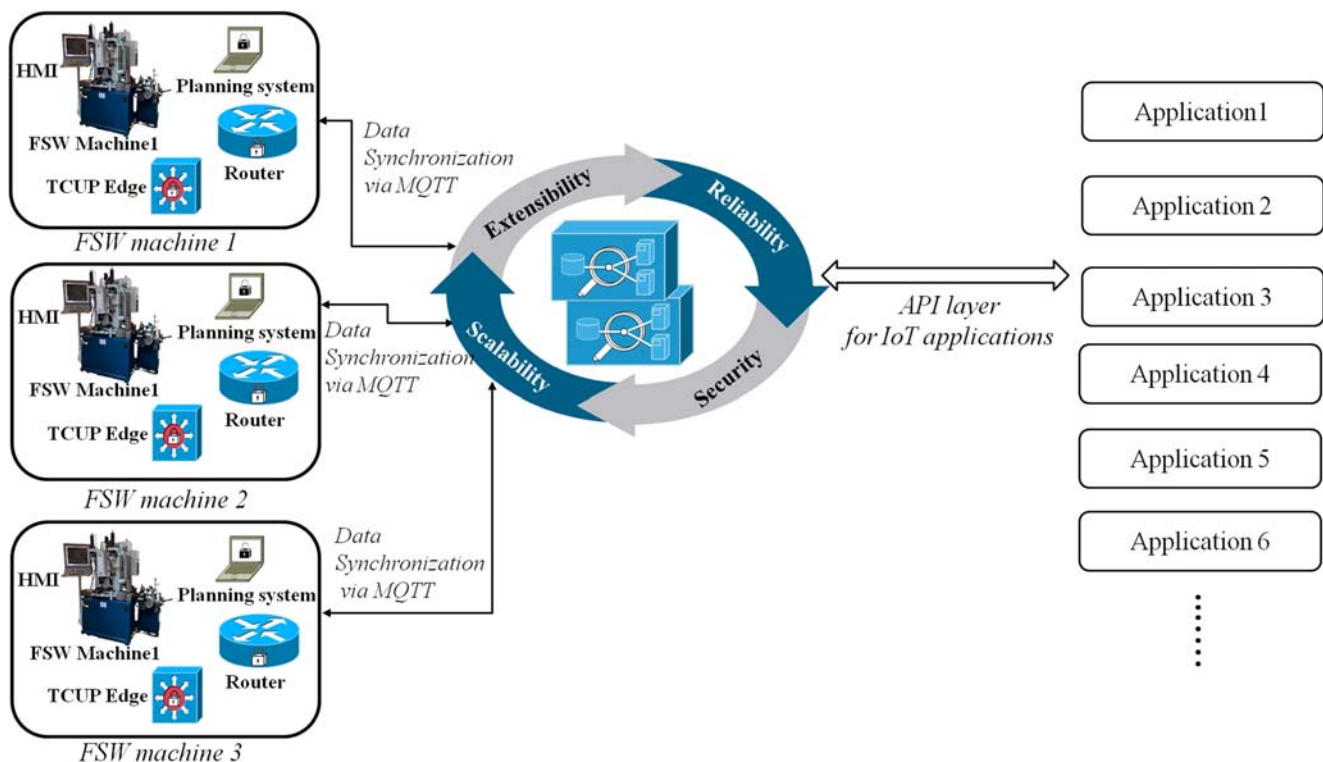 HMI
Planning system
FSW Machine1
Router
TCUP Edge
FSW machine 1
Data
Synchronization
via MQTT
HMI
Planning system
FSW Machine1
Router
TCUP Edge
FSW machine 2
Data
Synchronization
via MQTT
HMI
Planning system
FSW Machine1
Router
TCUP Edge
FSW machine 3
Data
Synchronization
via MQTT
Extensibility
Reliability
Scalability
Security
API layer
for IoT applications
Application1
Application 2
Application 3
Application 4
Application 5
Application 6